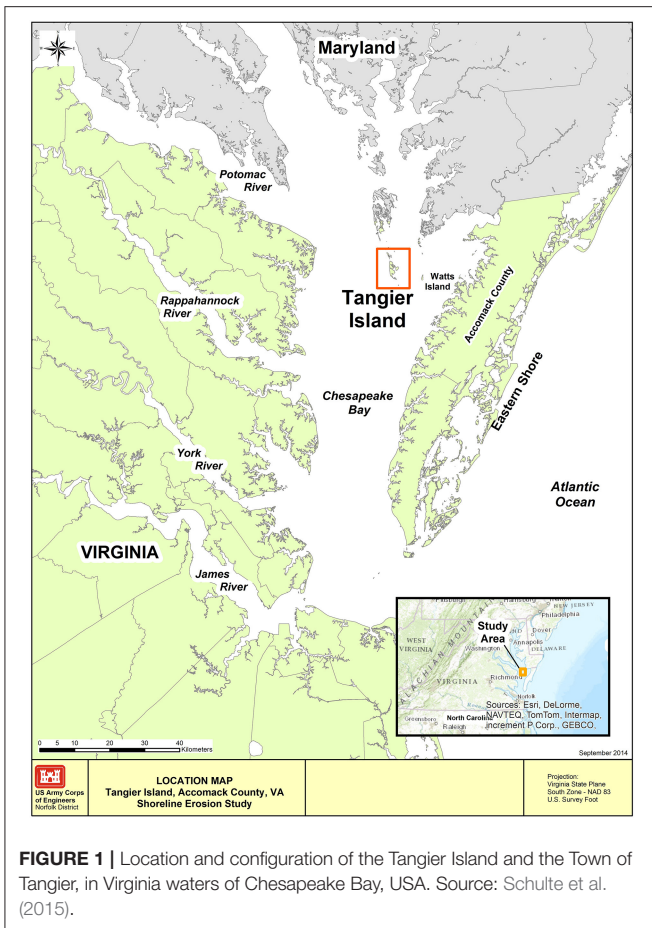 Maryland
Potomac
River
Rappahannock
River
Watts
Island
Tangier
Island
Accomack County
Eastern Shore
Chesapeake
Bay
York
River
Atlantic
Ocean
VIRGINIA
James
River
NEW JERSEY
Philadelphia
Study
Area
Dover
Annapolis
WEST
VIRGINIA
Washington
DELAWARE
VIRGINIA
Richmond
Norfolk
Sources: Esri, DeLorme,
NAVTEQ, TomTom, Intermap,
increment P Corp., GEBCO,
Greensboro
North Carolina
Raleigh
0 5 10 20 30 40
Kilometers
September 2014
US Army Corps
of Engineers
Norfolk District
LOCATION MAP
Tangier Island, Accomack County, VA
Shoreline Erosion Study
Projection:
Virginia State Plane
South Zone - NAD 83
U.S. Survey Foot
FIGURE 1 | Location and configuration of the Tangier Island and the Town of
Tangier, in Virginia waters of Chesapeake Bay, USA. Source: Schulte et al.
(2015).